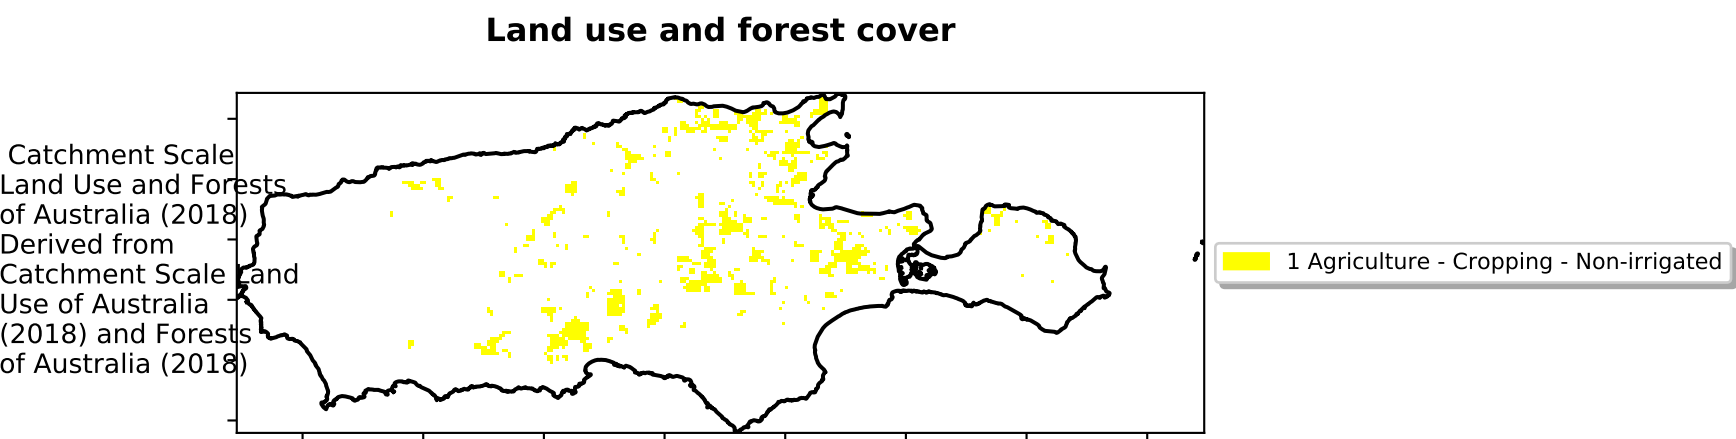 Land use and forest cover
Catchment Scale
Land Use and Forests
of Australia (2018)
Derived from
Catchment Scale Land
Use of Australia
(2018) and Forests
of Australia (2018)
1 Agriculture - Cropping - Non-irrigated